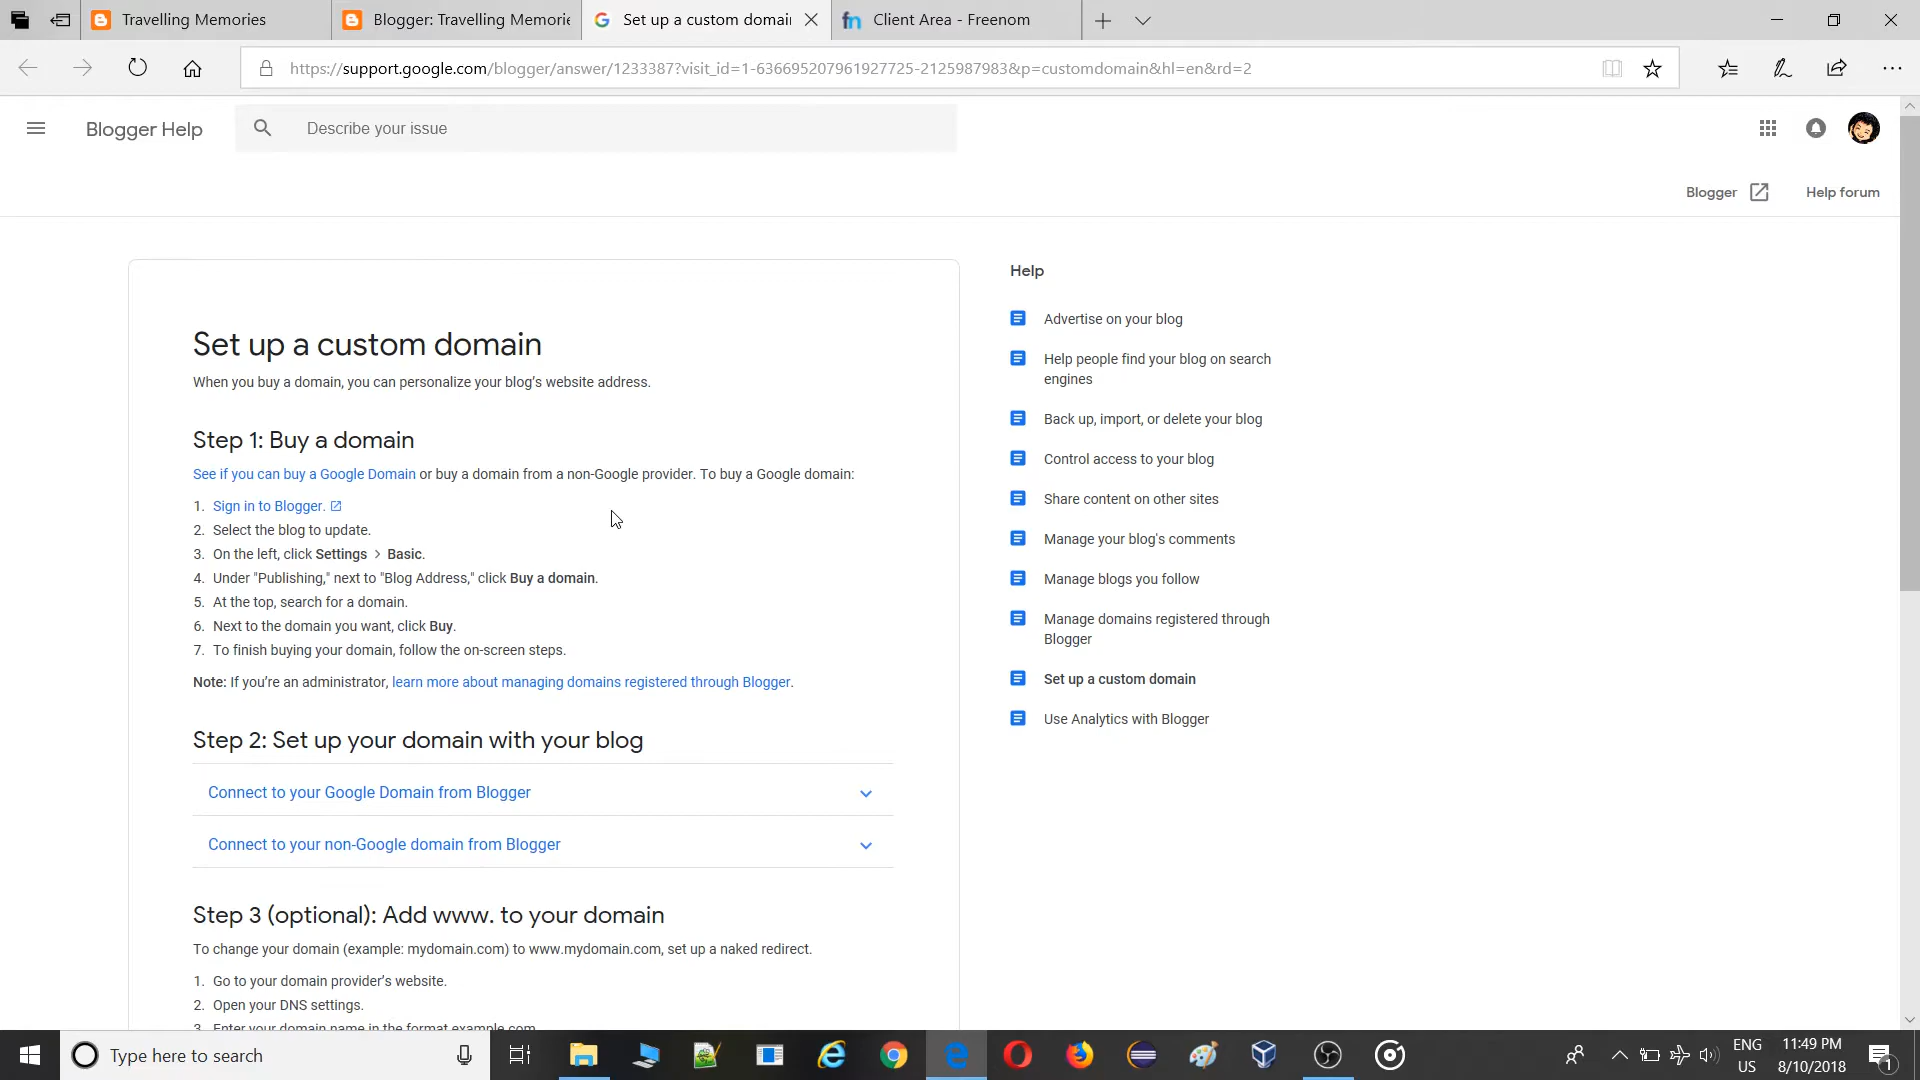 Travelling Memories
Blogger: Travelling Memorie
Set up a custom domain
Client Area - Freenom
https://support.google.com/blogger/answer/1233387?visit_id=1-636695207961927725-2125987983&p=customdomain&hl=en&rd=2
Blogger Help
Describe your issue
Blogger
Help forum
Set up a custom domain
When you buy a domain, you can personalize your blog's website address.
Step 1: Buy a domain
See if you can buy a Google Domain or buy a domain from a non-Google provider. To buy a Google domain:
1. Sign in to Blogger.
2. Select the blog to update.
3. On the left, click Settings > Basic.
4. Under "Publishing," next to "Blog Address," click Buy a domain.
5. At the top, search for a domain.
6. Next to the domain you want, click Buy.
7. To finish buying your domain, follow the on-screen steps.
Note: If you're an administrator, learn more about managing domains registered through Blogger.
Step 2: Set up your domain with your blog
Connect to your Google Domain from Blogger
Connect to your non-Google domain from Blogger
Step 3 (optional): Add www. to your domain
To change your domain (example: mydomain.com) to www.mydomain.com, set up a naked redirect.
1. Go to your domain provider's website.
2. Open your DNS settings.
3. Enter your domain name in the format example.com
Help
Advertise on your blog
Help people find your blog on search
engines
Back up, import, or delete your blog
Control access to your blog
Share content on other sites
Manage your blog's comments
Manage blogs you follow
Manage domains registered through
Blogger
Set up a custom domain
Use Analytics with Blogger
Type here to search
ENG
US
11:49 PM
8/10/2018
1